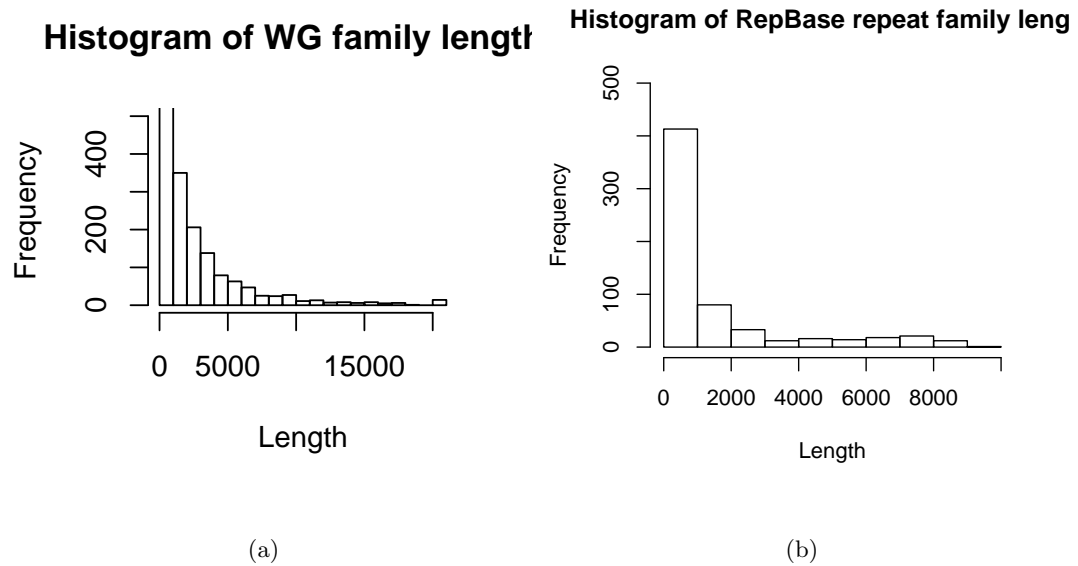 Histogram of WG family length
Frequency
0 200 400
0 5000 15000
Length
(a)
Histogram of RepBase repeat family leng
Frequency
0 100 300 500
0 2000 4000 6000 8000
Length
(b)